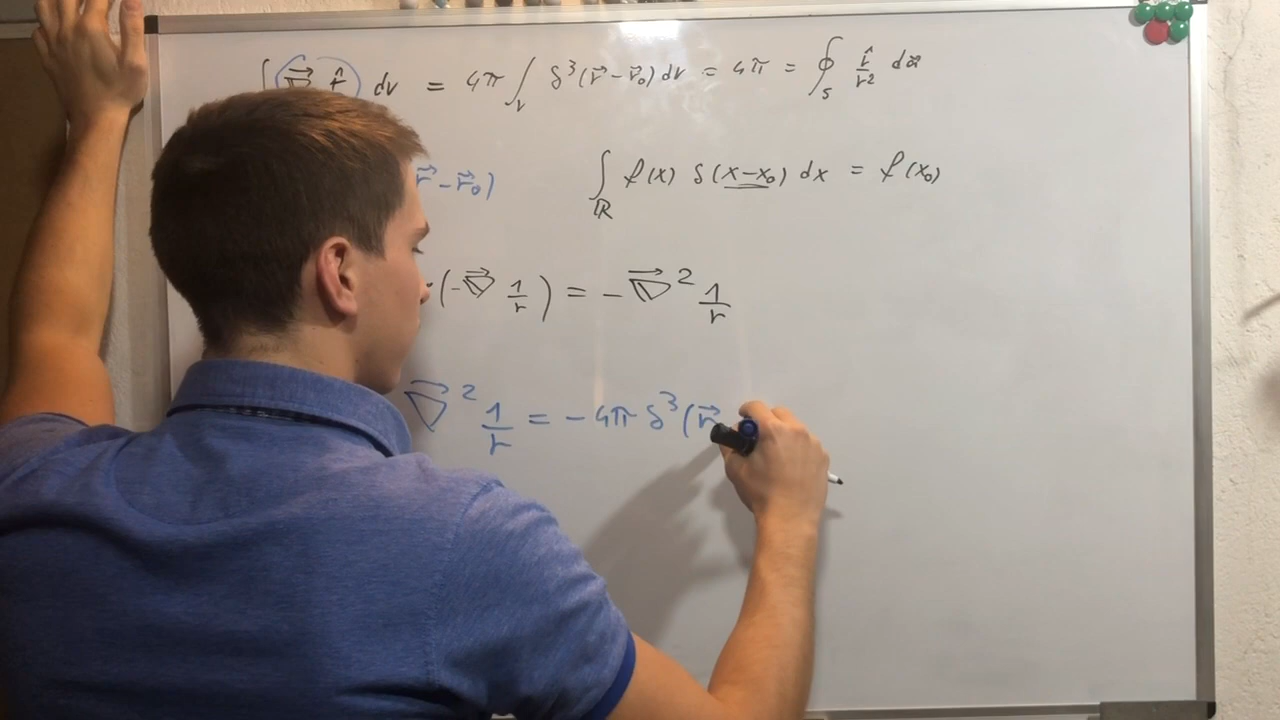 ∫ ∇⃗ r̂ dv = 4π ∫_V δ³(r⃗-r⃗₀) dv = 4π = ∮_S r̂/r² da⃗
r⃗-r⃗₀)
∫_ℝ f(x) δ(x-x₀) dx = f(x₀)
·(-∇⃗ 1/r) = -∇⃗² 1/r
∇⃗² 1/r = -4π δ³(r⃗